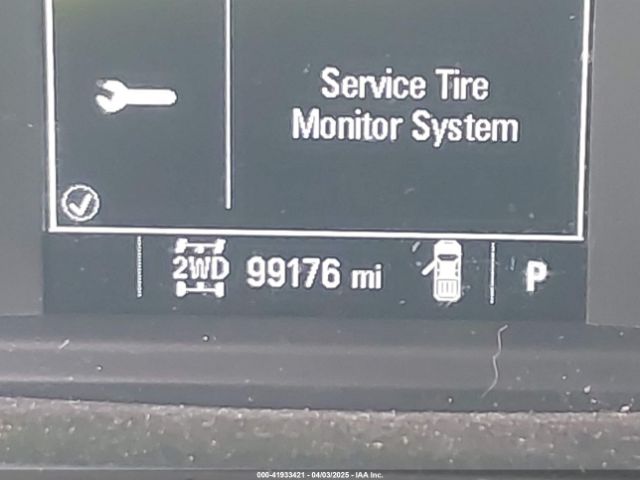 Service Tire
Monitor System
2WD 99176 mi P
000-41933421 - 04/03/2025 - IAA Inc.